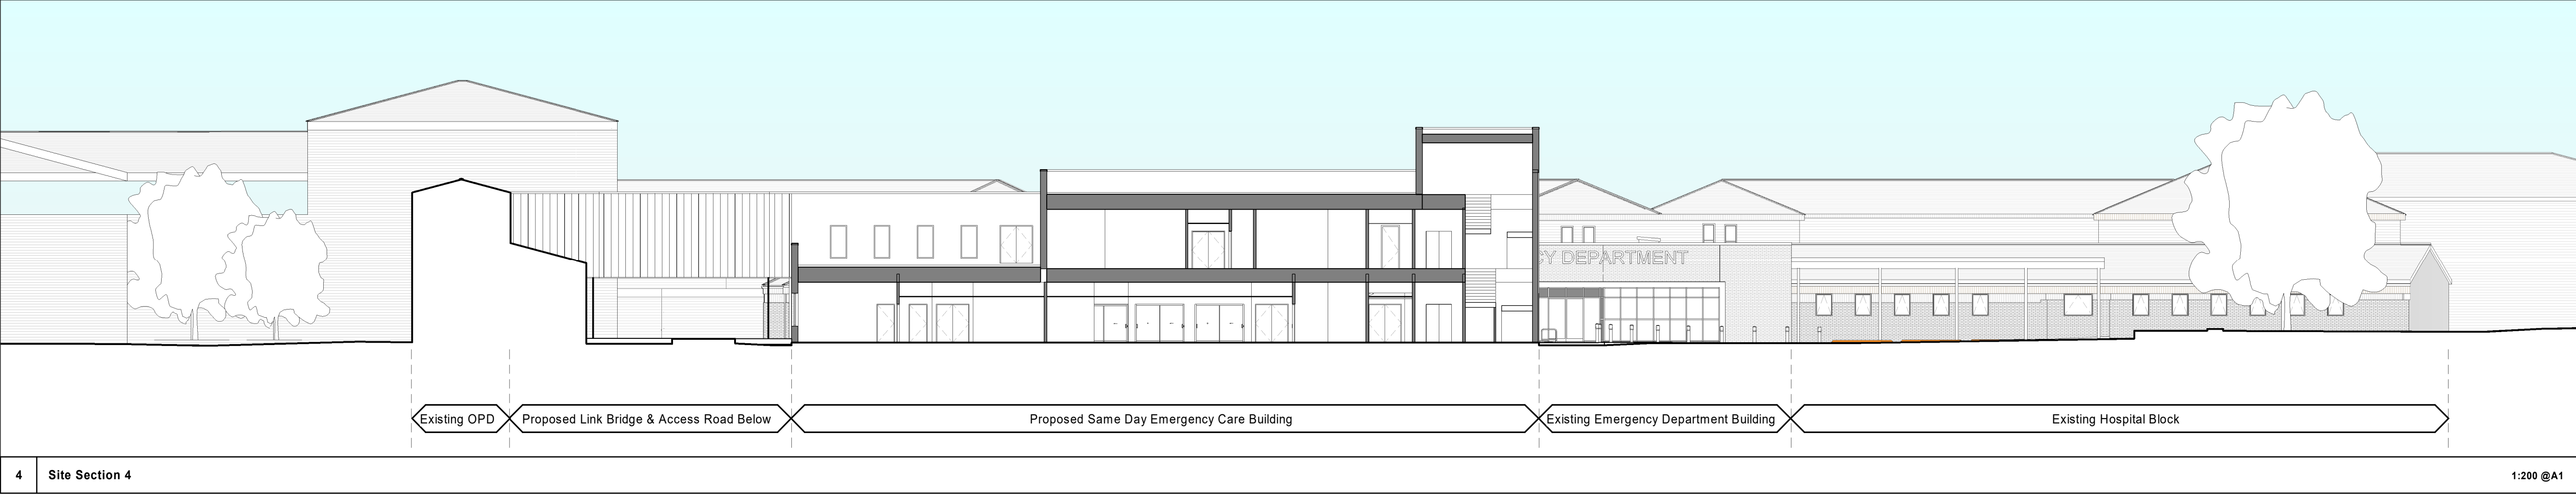 CY DEPARTMENT
Existing OPD
Proposed Link Bridge & Access Road Below
Proposed Same Day Emergency Care Building
Existing Emergency Department Building
Existing Hospital Block
4
Site Section 4
1:200 @A1